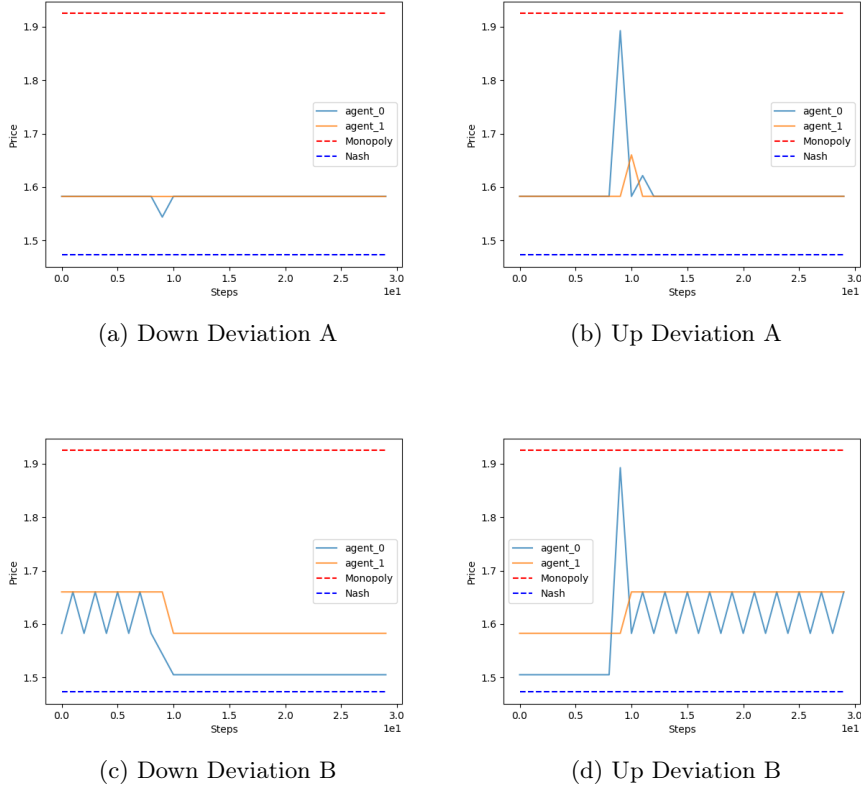 1.9
1.8
1.7
1.6
1.5
Price
agent_0
agent_1
Monopoly
Nash
0.0 0.5 1.0 1.5 2.0 2.5 3.0
Steps
1e1
(a) Down Deviation A
1.9
1.8
1.7
1.6
1.5
Price
agent_0
agent_1
Monopoly
Nash
0.0 0.5 1.0 1.5 2.0 2.5 3.0
Steps
1e1
(b) Up Deviation A
1.9
1.8
1.7
1.6
1.5
Price
agent_0
agent_1
Monopoly
Nash
0.0 0.5 1.0 1.5 2.0 2.5 3.0
Steps
1e1
(c) Down Deviation B
1.9
1.8
1.7
1.6
1.5
Price
agent_0
agent_1
Monopoly
Nash
0.0 0.5 1.0 1.5 2.0 2.5 3.0
Steps
1e1
(d) Up Deviation B